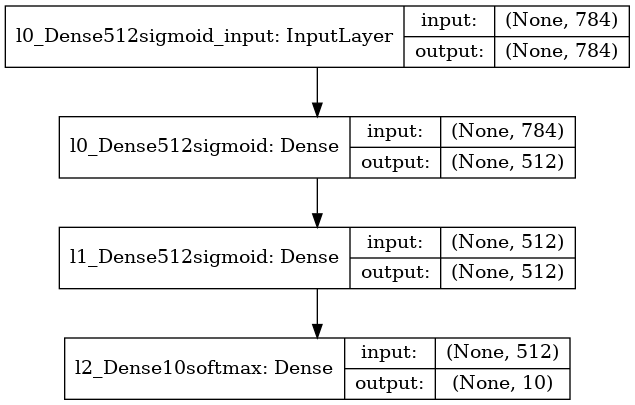 l0_Dense512sigmoid_input: InputLayer
input: (None, 784)
output: (None, 784)
l0_Dense512sigmoid: Dense
input: (None, 784)
output: (None, 512)
l1_Dense512sigmoid: Dense
input: (None, 512)
output: (None, 512)
l2_Dense10softmax: Dense
input: (None, 512)
output: (None, 10)